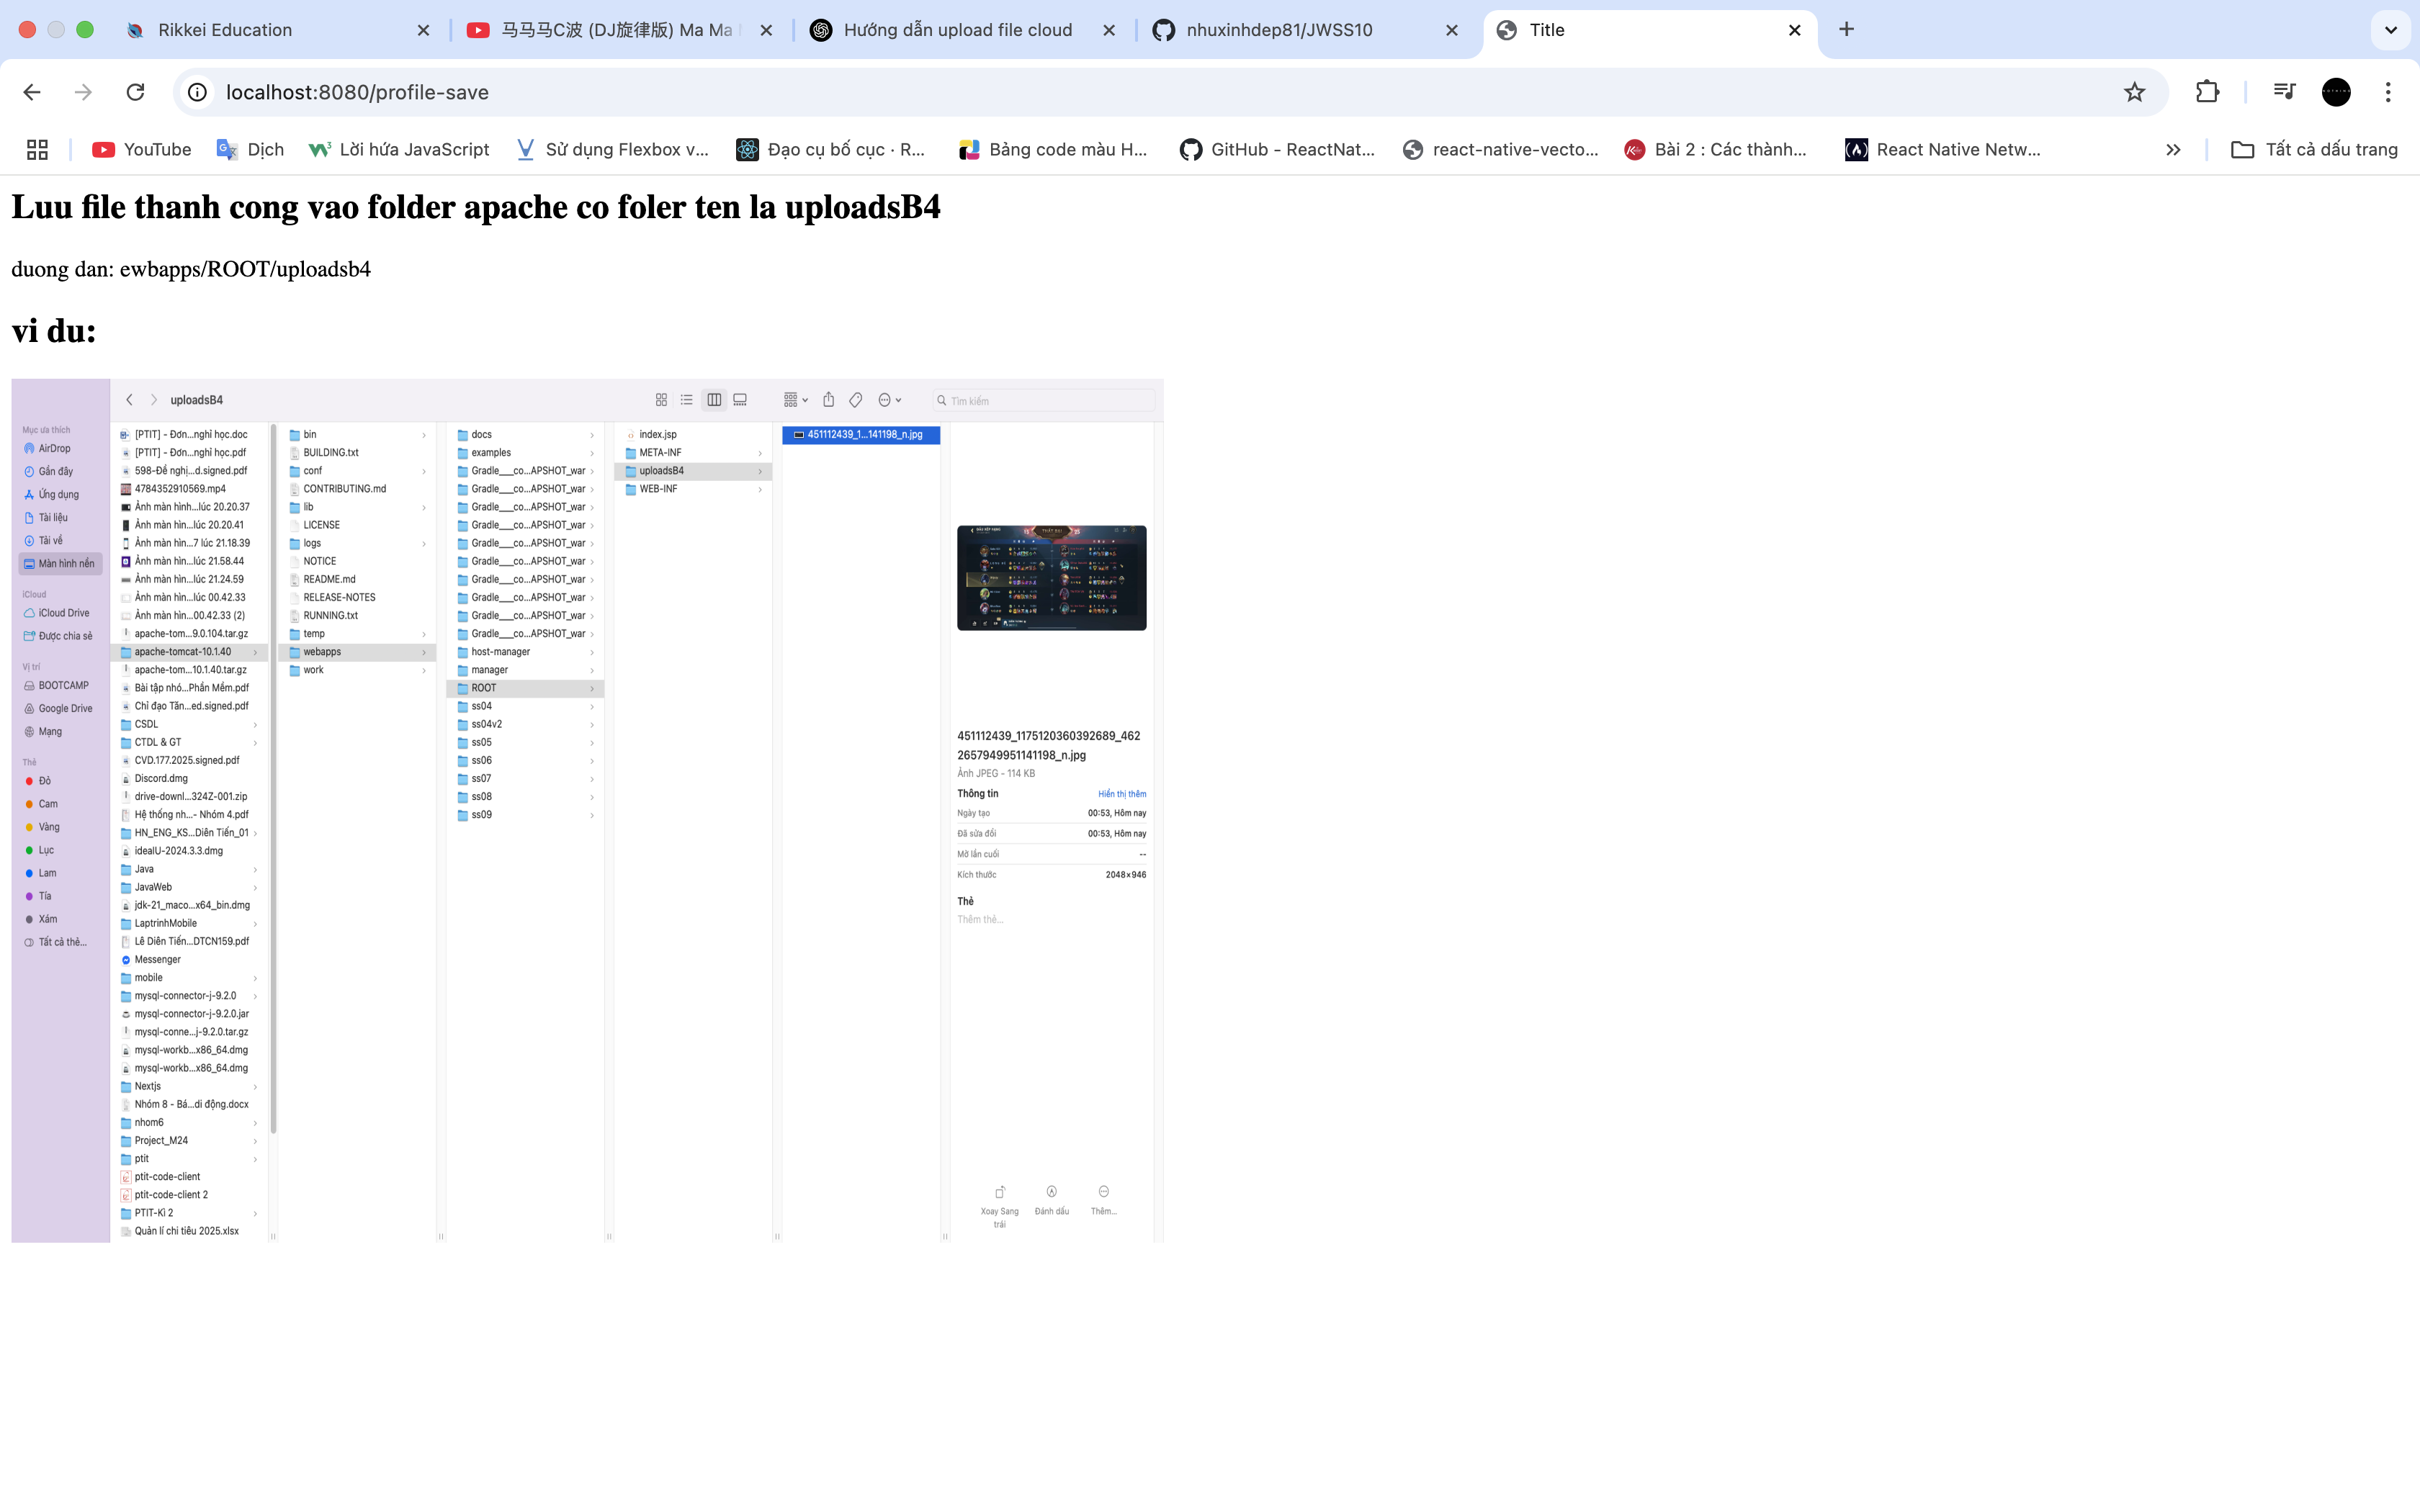 Rikkei Education
马马马C波 (DJ旋律版) Ma Ma
Hướng dẫn upload file cloud
nhuxinhdep81/JWSS10
Title
localhost:8080/profile-save
YouTube
Dịch
Lời hứa JavaScript
Sử dụng Flexbox v...
Đạo cụ bố cục · R...
Bảng code màu H...
GitHub - ReactNat...
react-native-vecto...
Bài 2 : Các thành...
React Native Netw...
Tất cả dấu trang
Luu file thanh cong vao folder apache co foler ten la uploadsB4
duong dan: ewbapps/ROOT/uploadsb4
vi du:
uploadsB4
Tìm kiếm
Mục ưa thích
AirDrop
Gần đây
Ứng dụng
Tài liệu
Tải về
Màn hình nền
iCloud
iCloud Drive
Được chia sẻ
Vị trí
BOOTCAMP
Google Drive
Mạng
Thẻ
Đỏ
Cam
Vàng
Lục
Lam
Tía
Xám
Tất cả thẻ...
[PTIT] - Đơn...nghỉ học.doc
[PTIT] - Đơn...nghỉ học.pdf
598-Đề nghị...d.signed.pdf
4784352910569.mp4
Ảnh màn hình...lúc 20.20.37
Ảnh màn hìn...lúc 20.20.41
Ảnh màn hìn...7 lúc 21.18.39
Ảnh màn hìn...lúc 21.58.44
Ảnh màn hìn...lúc 21.24.59
Ảnh màn hìn...lúc 00.42.33
Ảnh màn hìn...00.42.33 (2)
apache-tom...9.0.104.tar.gz
apache-tomcat-10.1.40
apache-tom...10.1.40.tar.gz
Bài tập nhó...Phần Mềm.pdf
Chỉ đạo Tăn...ed.signed.pdf
CSDL
CTDL & GT
CVD.177.2025.signed.pdf
Discord.dmg
drive-downl...324Z-001.zip
Hệ thống nh...- Nhóm 4.pdf
HN_ENG_KS...Diên Tiến_01
idealU-2024.3.3.dmg
Java
JavaWeb
jdk-21_maco...x64_bin.dmg
LaptrinhMobile
Lê Diên Tiến...DTCN159.pdf
Messenger
mobile
mysql-connector-j-9.2.0
mysql-connector-j-9.2.0.jar
mysql-conne...j-9.2.0.tar.gz
mysql-workb...x86_64.dmg
mysql-workb...x86_64.dmg
Nextjs
Nhóm 8 - Bá...di động.docx
nhom6
Project_M24
ptit
ptit-code-client
ptit-code-client 2
PTIT-Kì 2
Quản lí chi tiêu 2025.xlsx
bin
BUILDING.txt
conf
CONTRIBUTING.md
lib
LICENSE
logs
NOTICE
README.md
RELEASE-NOTES
RUNNING.txt
temp
webapps
work
docs
examples
Gradle___co...APSHOT_war
Gradle___co...APSHOT_war
Gradle___co...APSHOT_war
Gradle___co...APSHOT_war
Gradle___co...APSHOT_war
Gradle___co...APSHOT_war
Gradle___co...APSHOT_war
Gradle___co...APSHOT_war
Gradle___co...APSHOT_war
Gradle___co...APSHOT_war
host-manager
manager
ROOT
ss04
ss04v2
ss05
ss06
ss07
ss08
ss09
index.jsp
META-INF
uploadsB4
WEB-INF
451112439_1...141198_n.jpg
451112439_1175120360392689_462
2657949951141198_n.jpg
Ảnh JPEG - 114 KB
Thông tin
Hiển thị thêm
Ngày tạo 00:53, Hôm nay
Đã sửa đổi 00:53, Hôm nay
Mở lần cuối --
Kích thước 2048×946
Thẻ
Thêm thẻ...
Xoay Sang
trái
Đánh dấu
Thêm...